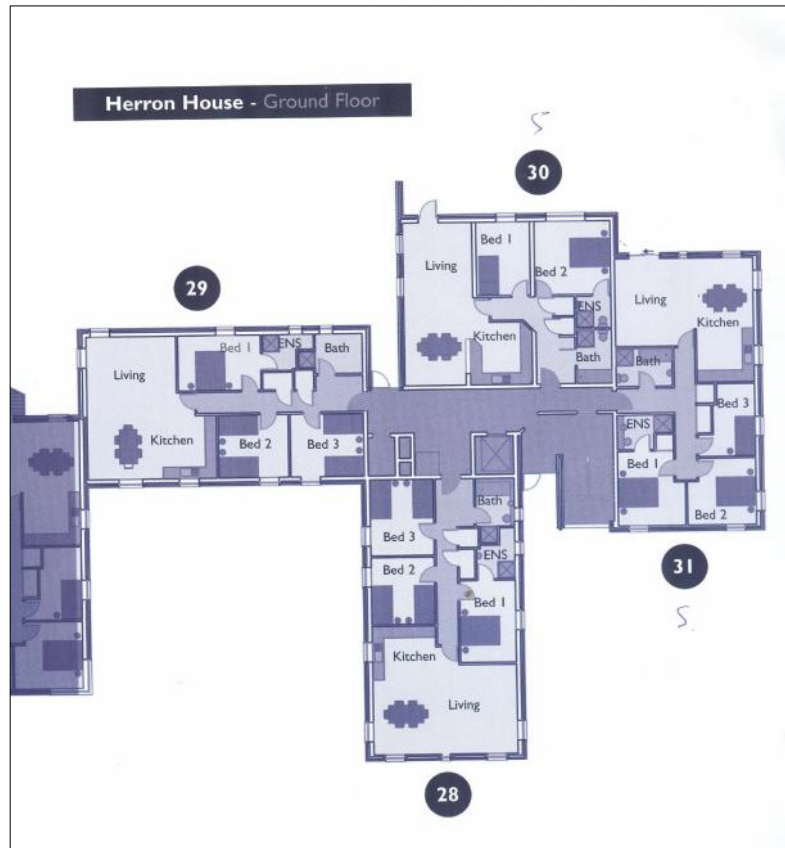 Herron House - Ground Floor
S
30
Bed 1
Bed 2
Living
ENS
Kitchen
Bath
29
Bed 1
ENS
Bath
Living
Kitchen
Bed 2
Bed 3
Living
Kitchen
Bath
Bed 3
ENS
Bed 1
Bed 2
31
S.
Bath
Bed 3
ENS
Bed 2
Bed 1
Kitchen
Living
28